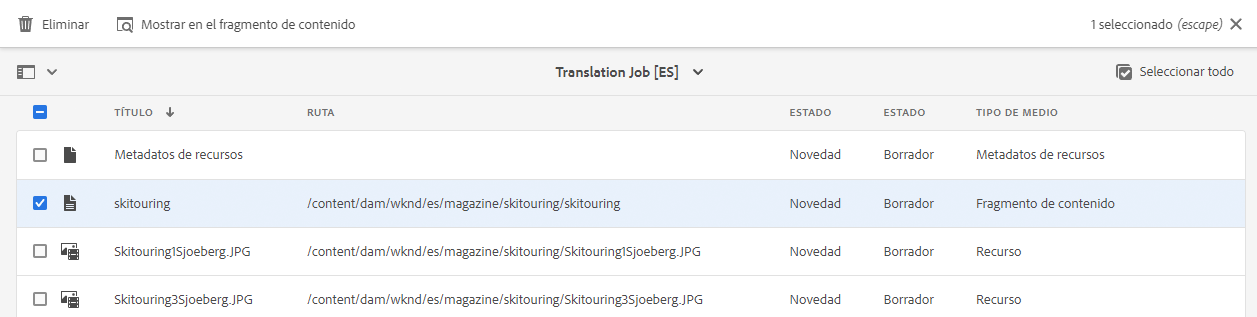 Eliminar Mostrar en el fragmento de contenido 1 seleccionado (escape)
Translation Job [ES] Seleccionar todo
TÍTULO RUTA ESTADO ESTADO TIPO DE MEDIO
Metadatos de recursos Novedad Borrador Metadatos de recursos
skitouring /content/dam/wknd/es/magazine/skitouring/skitouring Novedad Borrador Fragmento de contenido
Skitouring1Sjoeberg.JPG /content/dam/wknd/es/magazine/skitouring/Skitouring1Sjoeberg.JPG Novedad Borrador Recurso
Skitouring3Sjoeberg.JPG /content/dam/wknd/es/magazine/skitouring/Skitouring3Sjoeberg.JPG Novedad Borrador Recurso